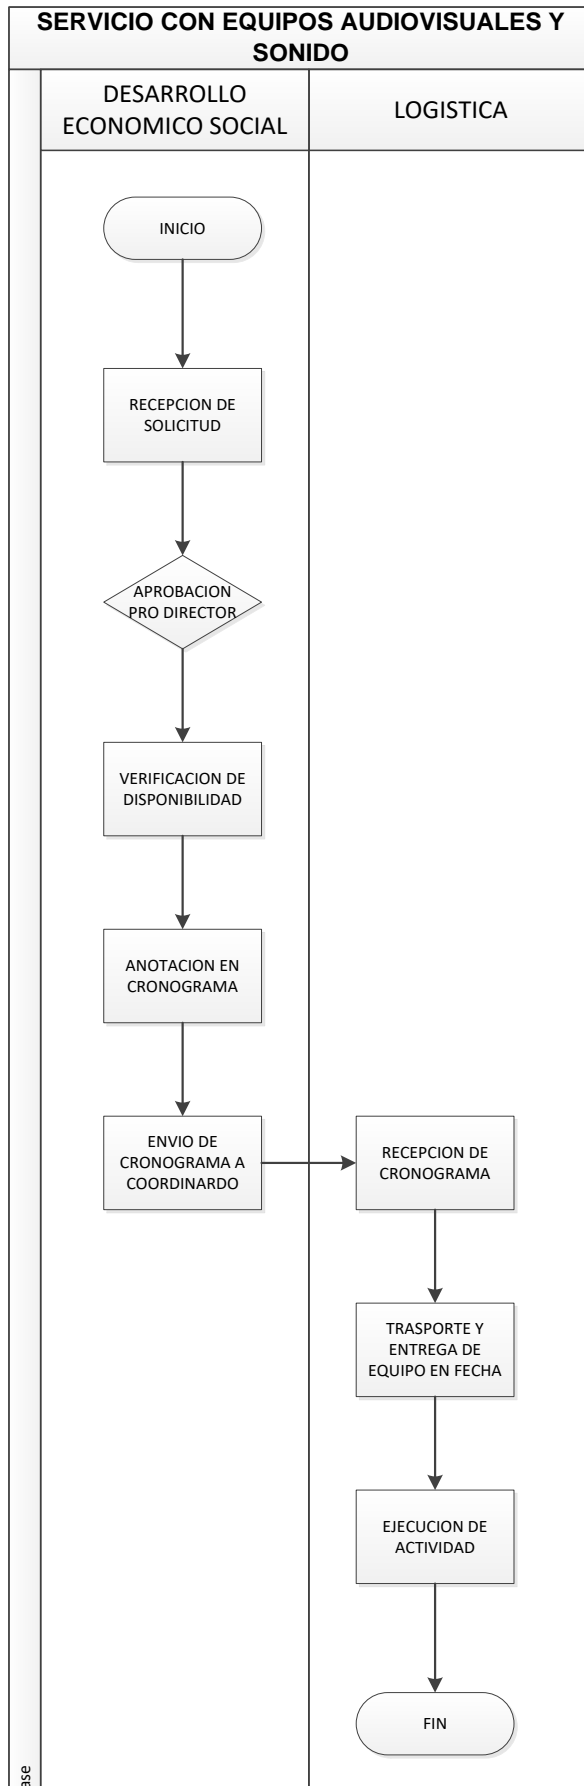 SERVICIO CON EQUIPOS AUDIOVISUALES Y
SONIDO
DESARROLLO
ECONOMICO SOCIAL
LOGISTICA
INICIO
RECEPCION DE
SOLICITUD
APROBACION
PRO DIRECTOR
VERIFICACION DE
DISPONIBILIDAD
ANOTACION EN
CRONOGRAMA
ENVIO DE
CRONOGRAMA A
COORDINARDO
RECEPCION DE
CRONOGRAMA
TRASPORTE Y
ENTREGA DE
EQUIPO EN FECHA
EJECUCION DE
ACTIVIDAD
FIN
ase